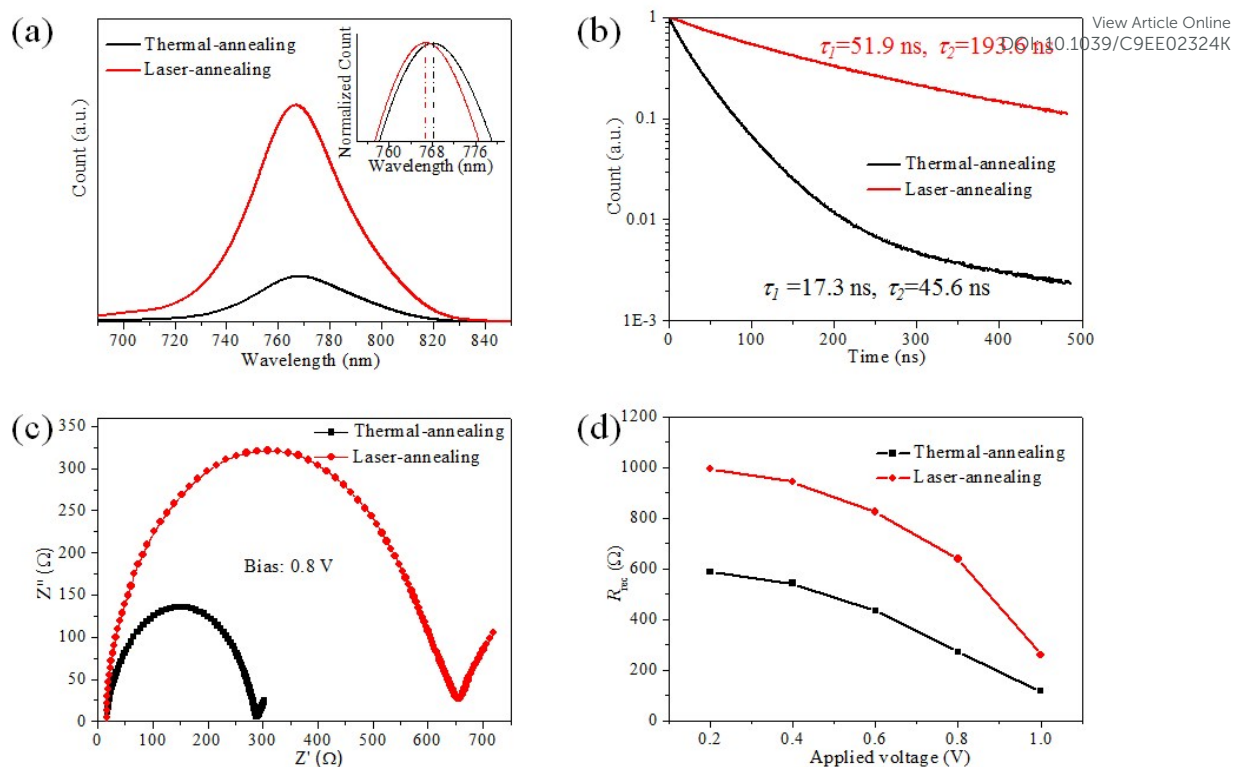 View Article Online
DOI: 10.1039/C9EE02324K
(a)
Thermal-annealing
Laser-annealing
Count (a.u.)
700 720 740 760 780 800 820 840
Wavelength (nm)
Normalized Count
760 768 776
Wavelength (nm)
(b)
τ1=51.9 ns, τ2=193.6 ns
Thermal-annealing
Laser-annealing
τ1 =17.3 ns, τ2=45.6 ns
Count (a.u.)
1
0.1
0.01
1E-3
0 100 200 300 400 500
Time (ns)
(c)
Thermal-annealing
Laser-annealing
Bias: 0.8 V
Z'' (Ω)
350
300
250
200
150
100
50
0
0 100 200 300 400 500 600 700
Z' (Ω)
(d)
Thermal-annealing
Laser-annealing
Rrec (Ω)
1200
1000
800
600
400
200
0
0.2 0.4 0.6 0.8 1.0
Applied voltage (V)